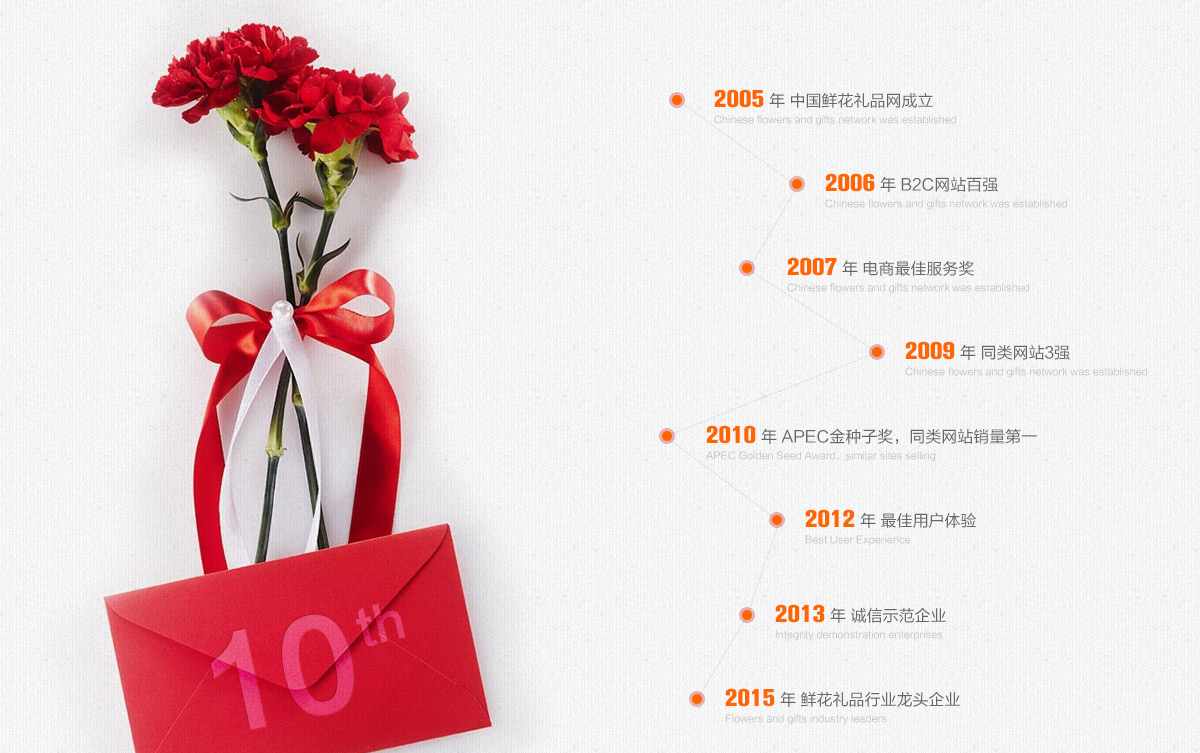 2005 年 中国鲜花礼品网成立
Chinese flowers and gifts network was established
2006 年 B2C网站百强
Chinese flowers and gifts network was established
2007 年 电商最佳服务奖
Chinese flowers and gifts network was established
2009 年 同类网站3强
Chinese flowers and gifts network was established
2010 年 APEC金种子奖，同类网站销量第一
APEC Golden Seed Award、similar sites selling
2012 年 最佳用户体验
Best User Experience
2013 年 诚信示范企业
Integrity demonstration enterprises
2015 年 鲜花礼品行业龙头企业
Flowers and gifts industry leaders
10th